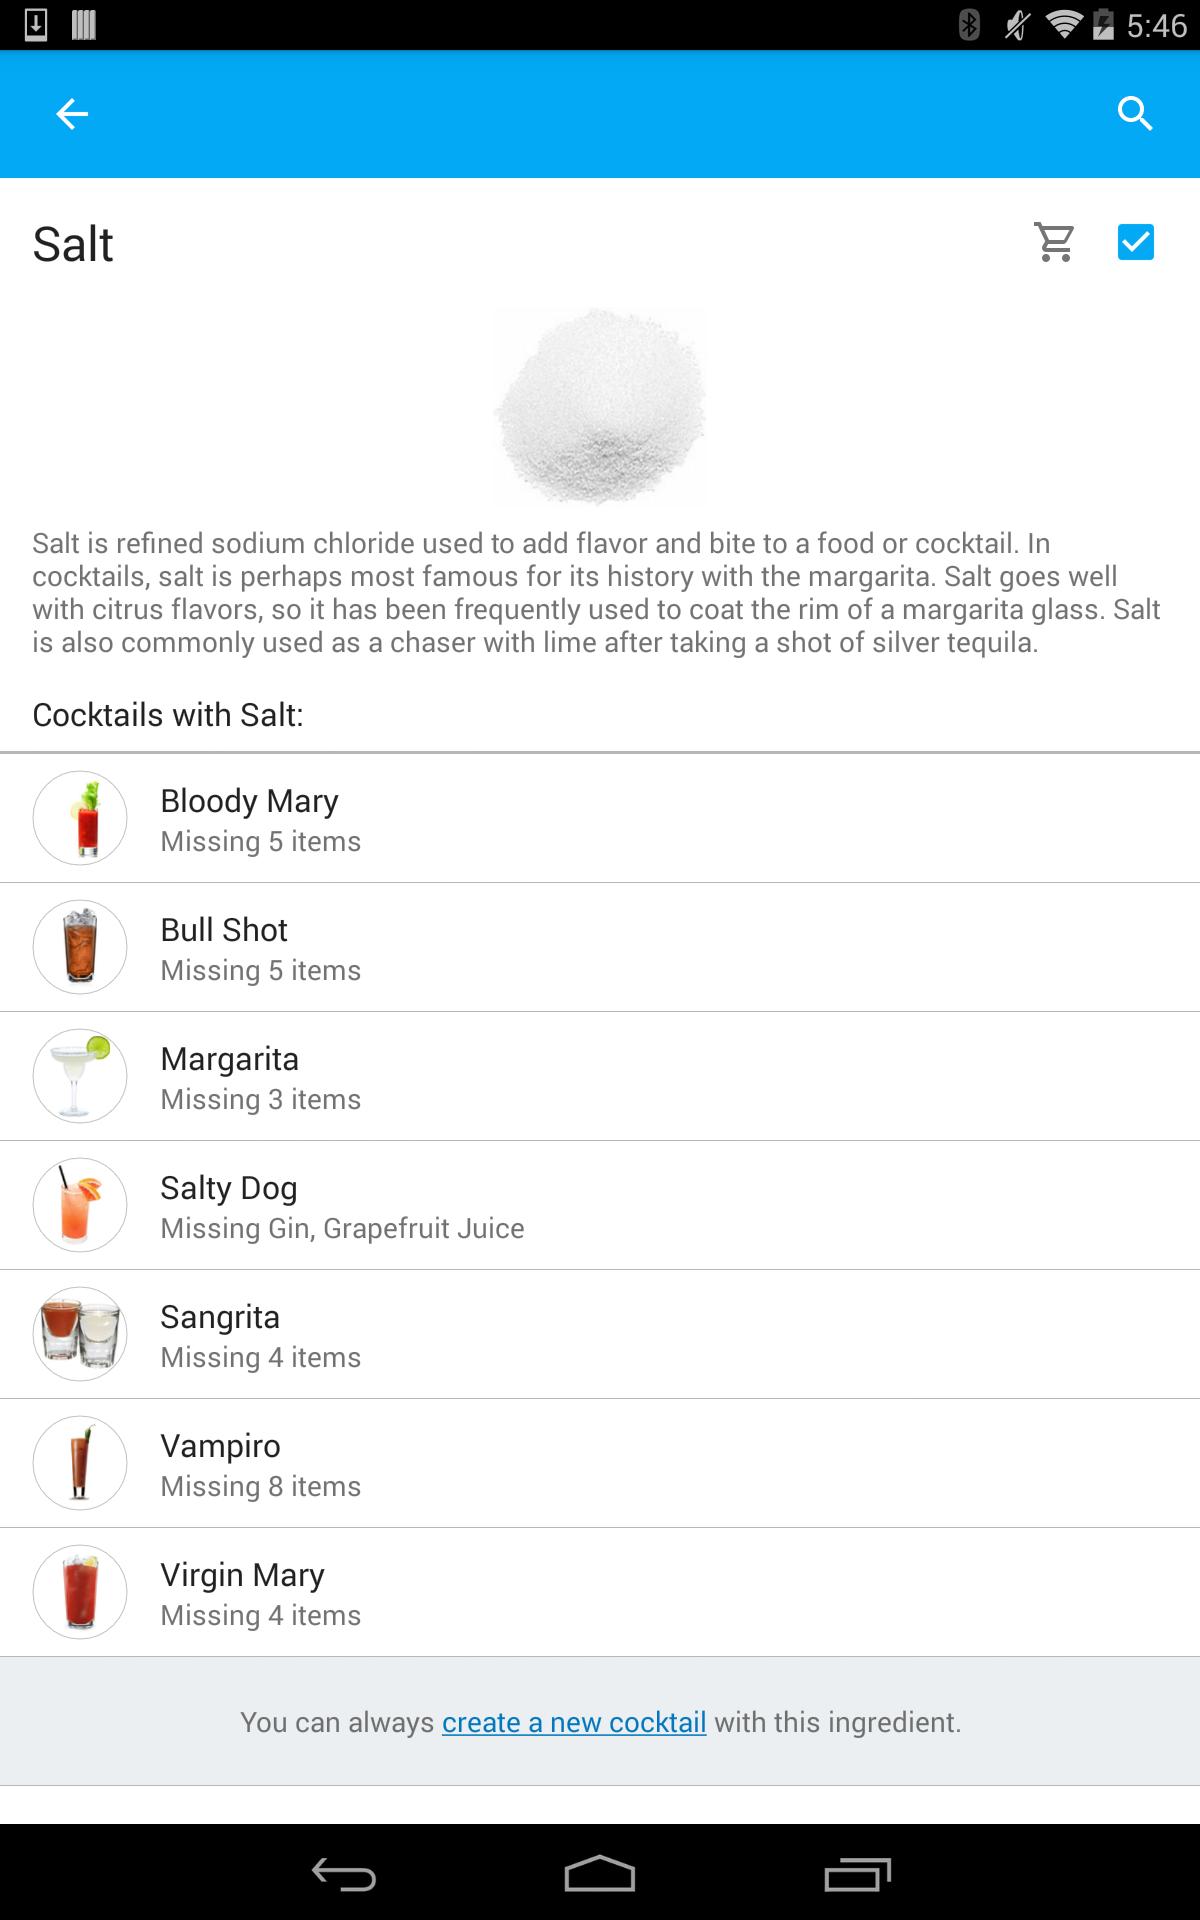 5:46
Salt
Salt is refined sodium chloride used to add flavor and bite to a food or cocktail. In
cocktails, salt is perhaps most famous for its history with the margarita. Salt goes well
with citrus flavors, so it has been frequently used to coat the rim of a margarita glass. Salt
is also commonly used as a chaser with lime after taking a shot of silver tequila.
Cocktails with Salt:
Bloody Mary
Missing 5 items
Bull Shot
Missing 5 items
Margarita
Missing 3 items
Salty Dog
Missing Gin, Grapefruit Juice
Sangrita
Missing 4 items
Vampiro
Missing 8 items
Virgin Mary
Missing 4 items
You can always create a new cocktail with this ingredient.